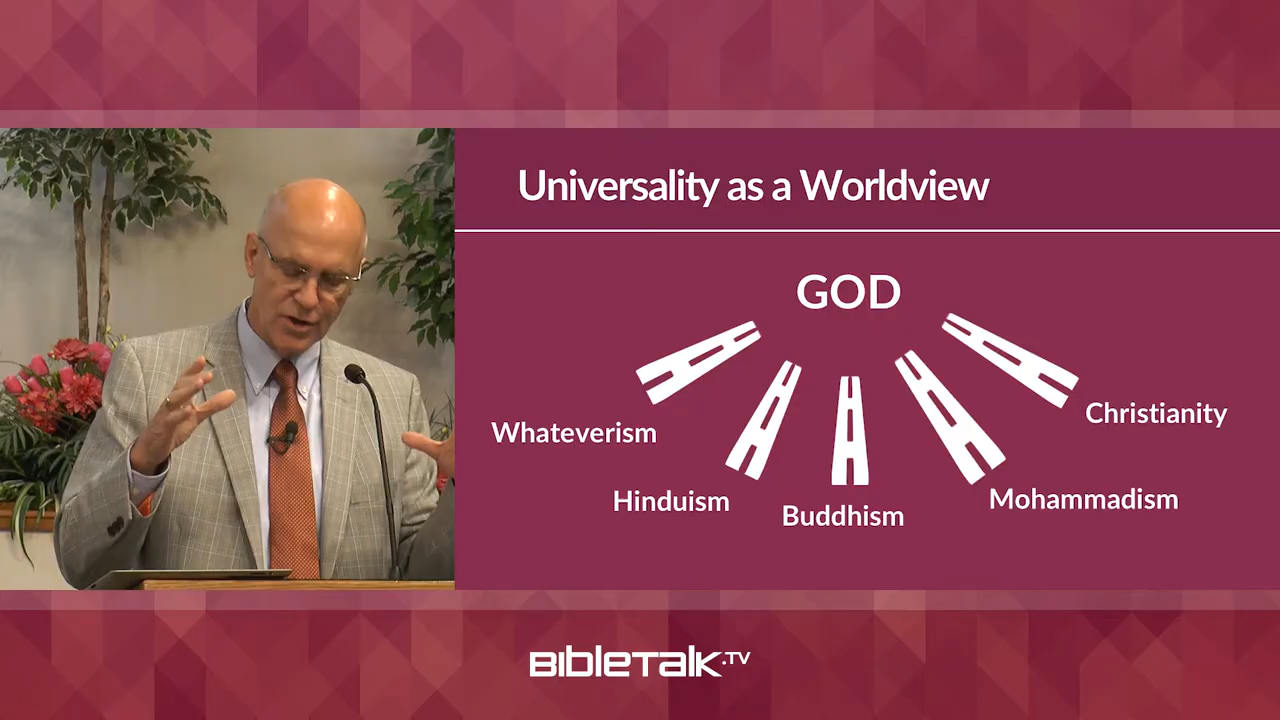 Universality as a Worldview
GOD
Whateverism
Hinduism
Buddhism
Mohammadism
Christianity
BibleTalk.TV